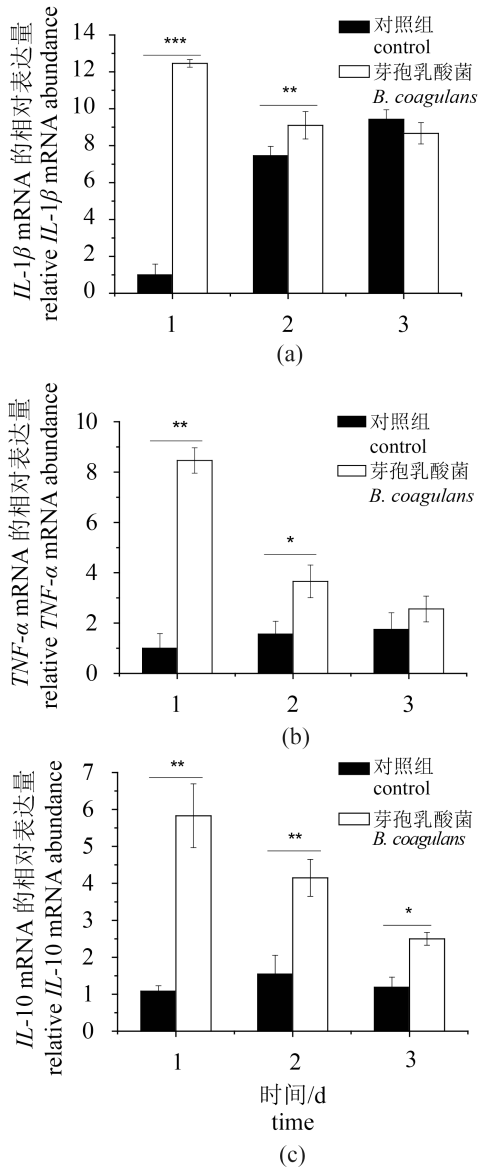 IL-1β mRNA 的相对表达量
relative IL-1β mRNA abundance
14
12
10
8
6
4
2
0
***
**
对照组
control
芽孢乳酸菌
B. coagulans
1
2
3
(a)
TNF-α mRNA 的相对表达量
relative TNF-α mRNA abundance
10
8
6
4
2
0
**
*
对照组
control
芽孢乳酸菌
B. coagulans
1
2
3
(b)
IL-10 mRNA 的相对表达量
relative IL-10 mRNA abundance
7
6
5
4
3
2
1
0
**
**
*
对照组
control
芽孢乳酸菌
B. coagulans
1
2
3
时间/d
time
(c)